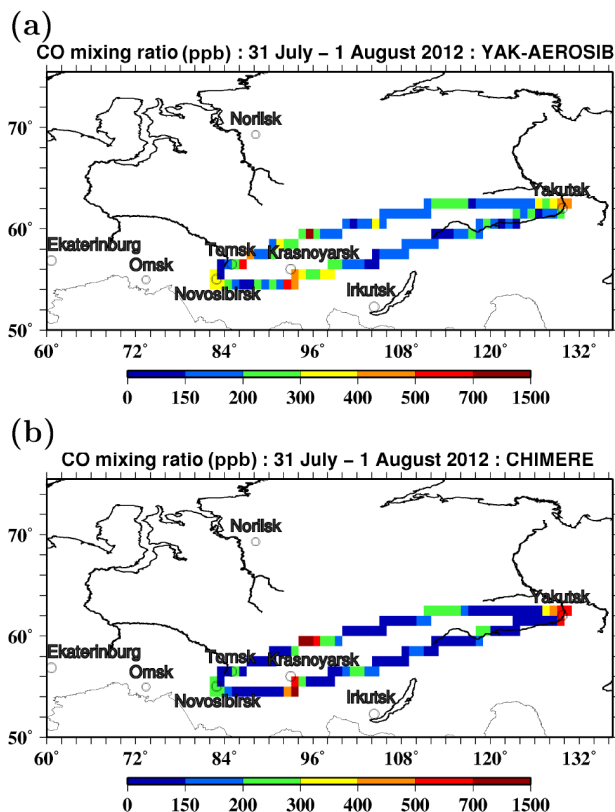 (a)
CO mixing ratio (ppb) : 31 July – 1 August 2012 : YAK-AEROSIB
70°
60°
50°
Norilsk
Yakutsk
Ekaterinburg
Omsk
Tomsk
Krasnoyarsk
Novosibirsk
Irkutsk
60° 72° 84° 96° 108° 120° 132°
0 150 200 300 400 500 700 1500
(b)
CO mixing ratio (ppb) : 31 July – 1 August 2012 : CHIMERE
70°
60°
50°
Norilsk
Yakutsk
Ekaterinburg
Omsk
Tomsk
Krasnoyarsk
Novosibirsk
Irkutsk
60° 72° 84° 96° 108° 120° 132°
0 150 200 300 400 500 700 1500